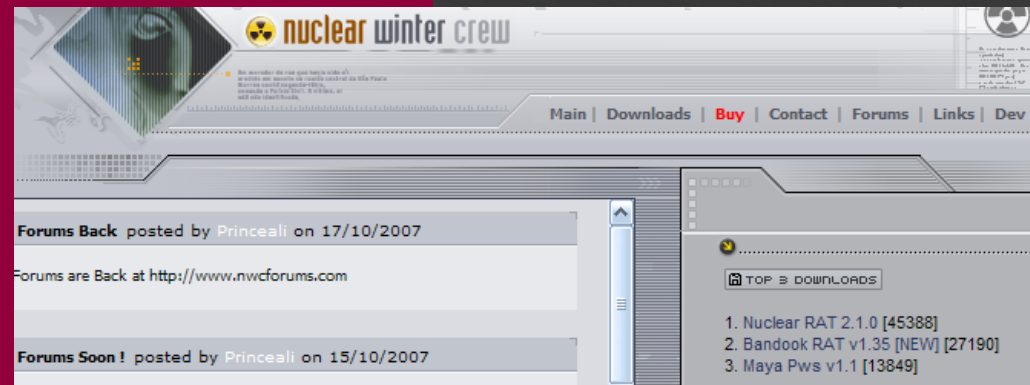 nuclear winter crew
Main | Downloads | Buy | Contact | Forums | Links | Dev
Forums Back posted by Princeali on 17/10/2007
Forums are Back at http://www.nwcforums.com
Forums Soon ! posted by Princeali on 15/10/2007
TOP 3 DOWNLOADS
1. Nuclear RAT 2.1.0 [45388]
2. Bandook RAT v1.35 [NEW] [27190]
3. Maya Pws v1.1 [13849]